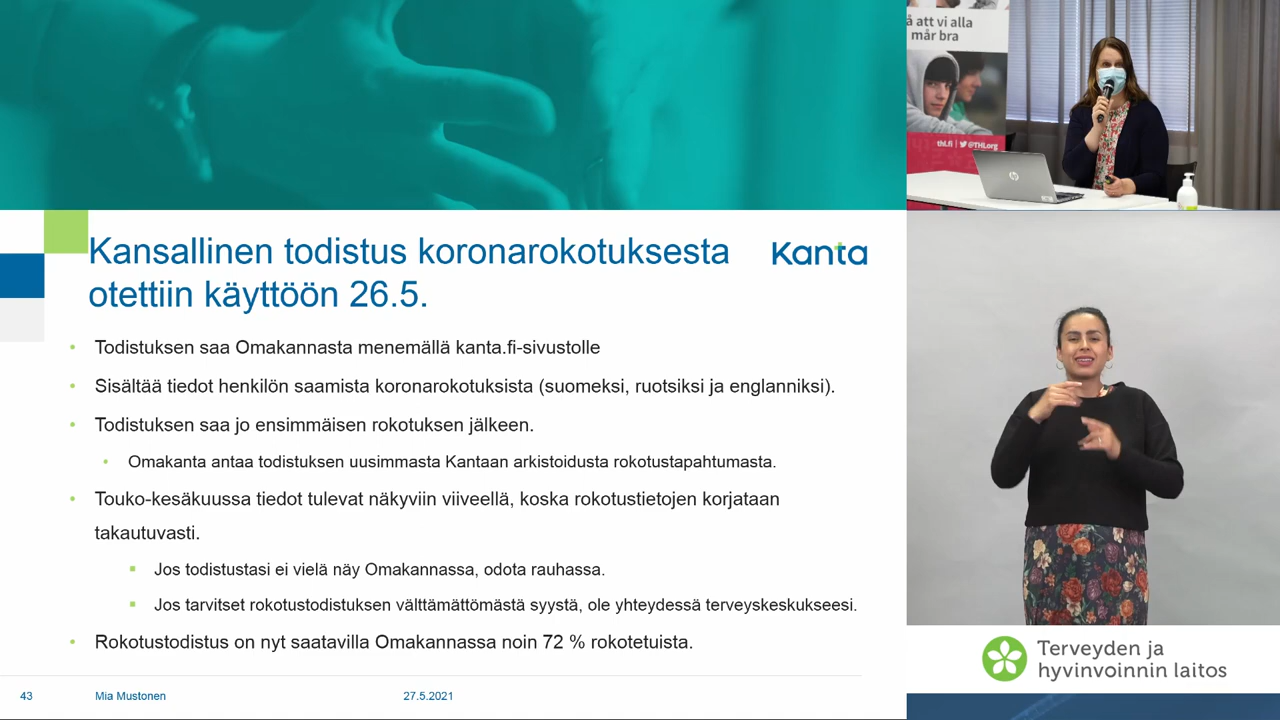 Kansallinen todistus koronarokotuksesta
otettiin käyttöön 26.5.
Kanta
• Todistuksen saa Omakannasta menemällä kanta.fi-sivustolle
• Sisältää tiedot henkilön saamista koronarokotuksista (suomeksi, ruotsiksi ja englanniksi).
• Todistuksen saa jo ensimmäisen rokotuksen jälkeen.
• Omakanta antaa todistuksen uusimmasta Kantaan arkistoidusta rokotustapahtumasta.
• Touko-kesäkuussa tiedot tulevat näkyviin viiveellä, koska rokotustietojen korjataan
takautuvasti.
▪ Jos todistustasi ei vielä näy Omakannassa, odota rauhassa.
▪ Jos tarvitset rokotustodistuksen välttämättömästä syystä, ole yhteydessä terveyskeskukseesi.
• Rokotustodistus on nyt saatavilla Omakannassa noin 72 % rokotetuista.
43 Mia Mustonen 27.5.2021
å att vi alla
mår bra
thl.fi | @THLorg
hp
Terveyden ja
hyvinvoinnin laitos